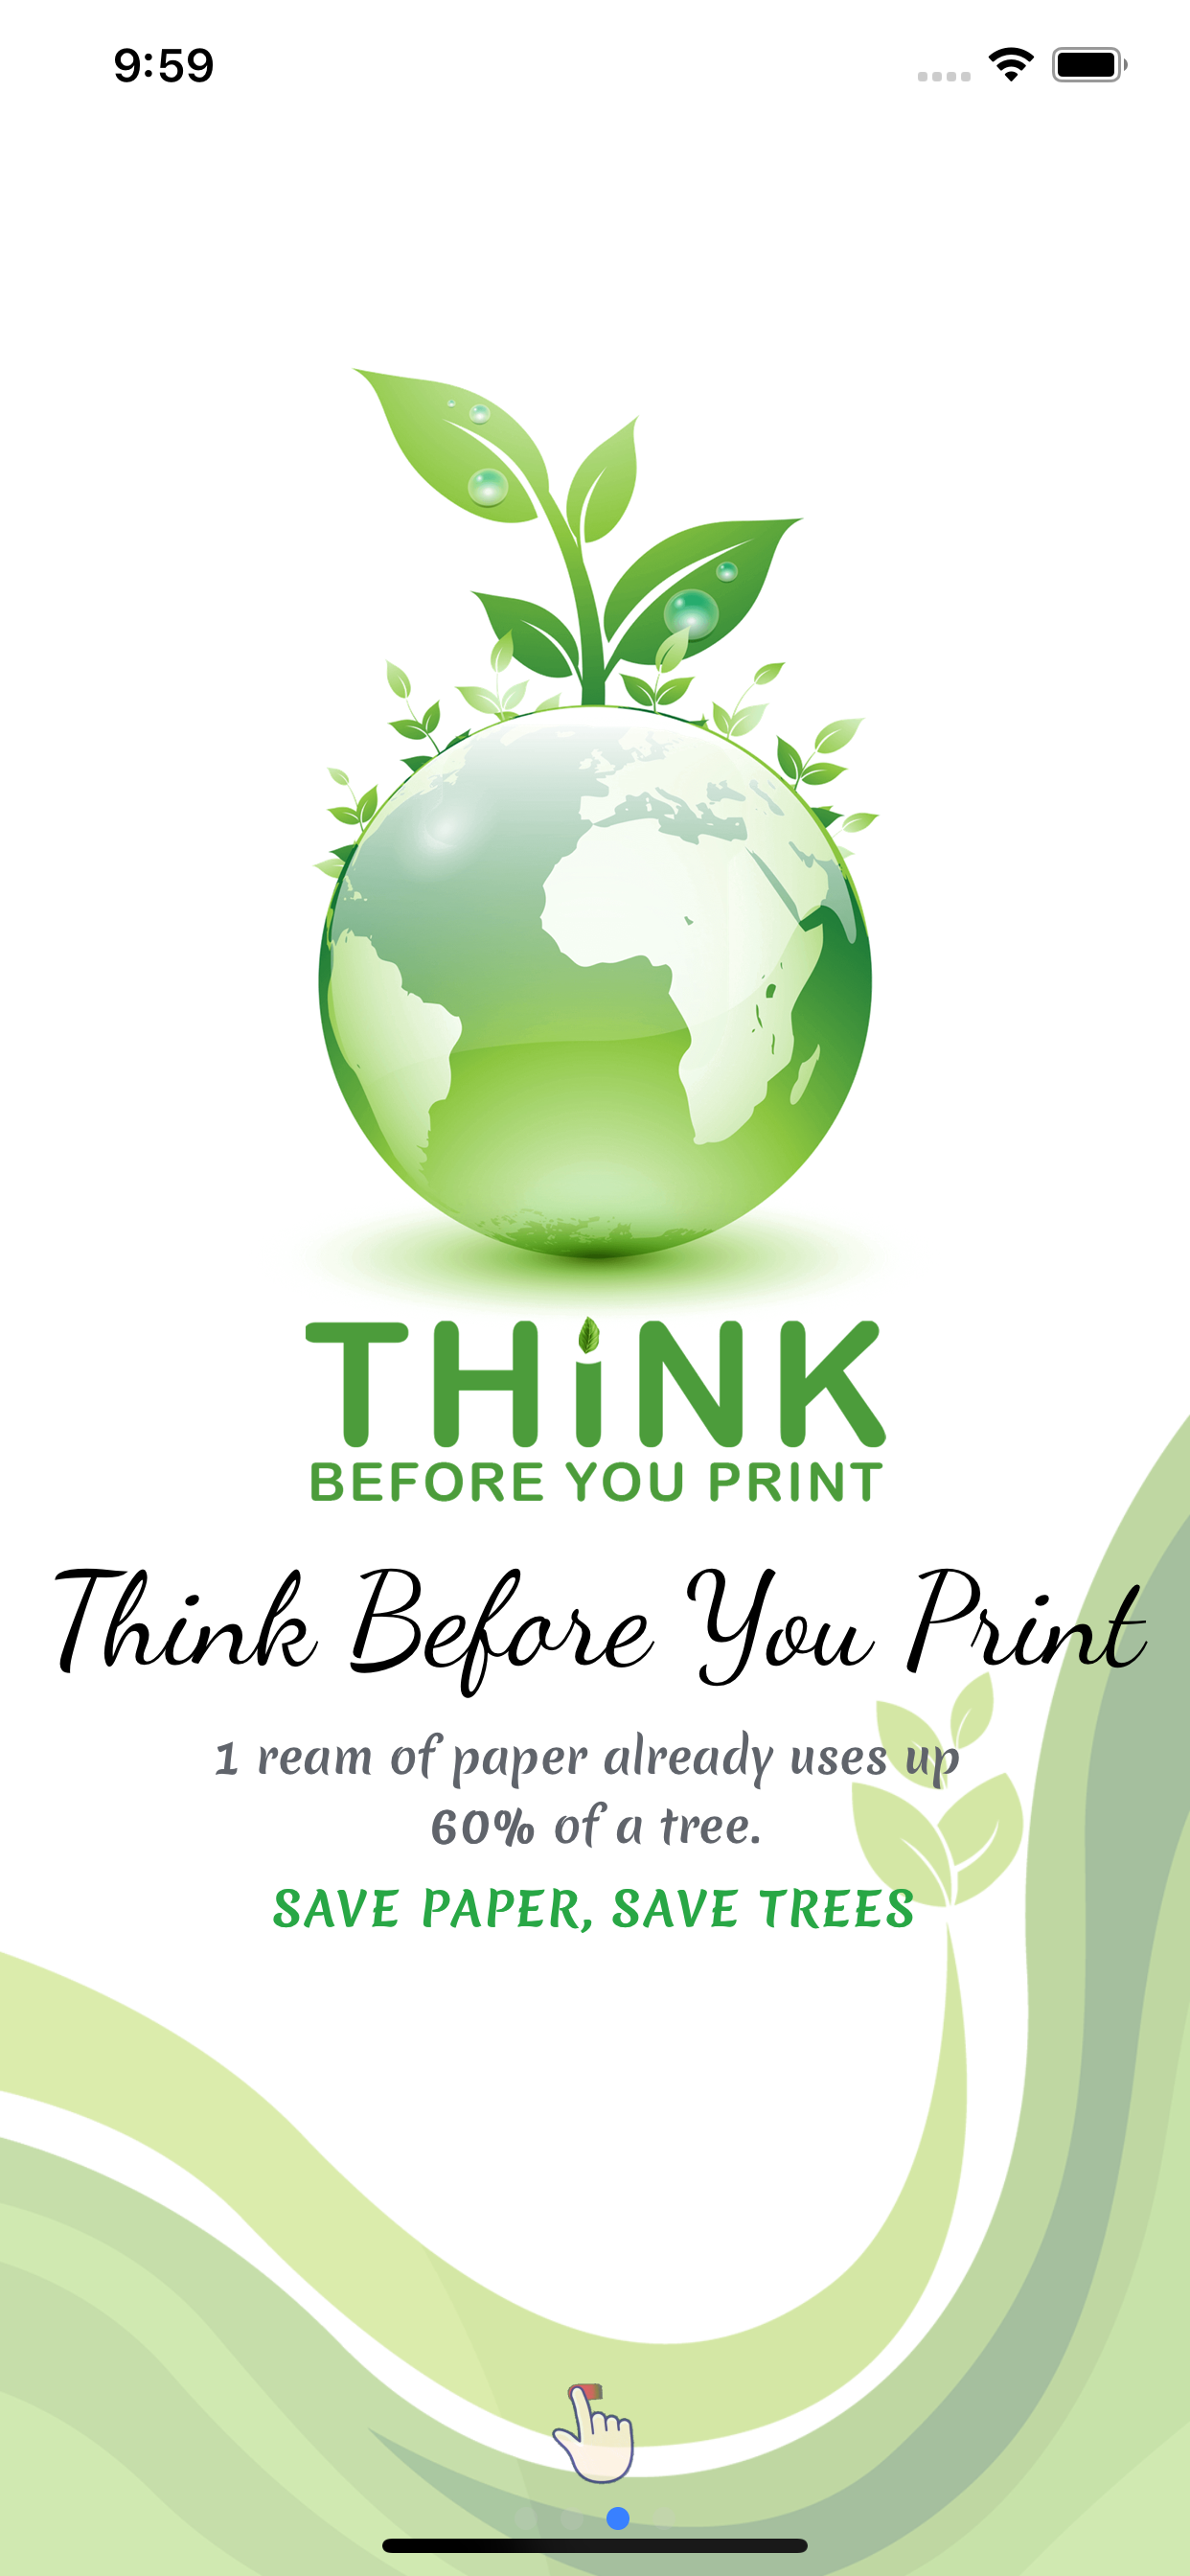 9:59
THiNK
BEFORE YOU PRINT
Think Before You Print
1 ream of paper already uses up
60% of a tree.
SAVE PAPER, SAVE TREES